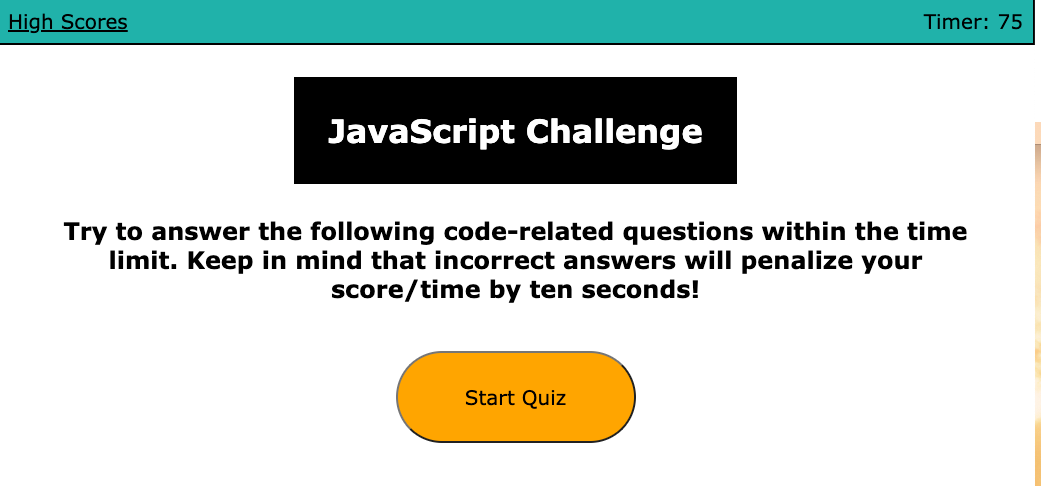 High Scores
Timer: 75
JavaScript Challenge
Try to answer the following code-related questions within the time
limit. Keep in mind that incorrect answers will penalize your
score/time by ten seconds!
Start Quiz